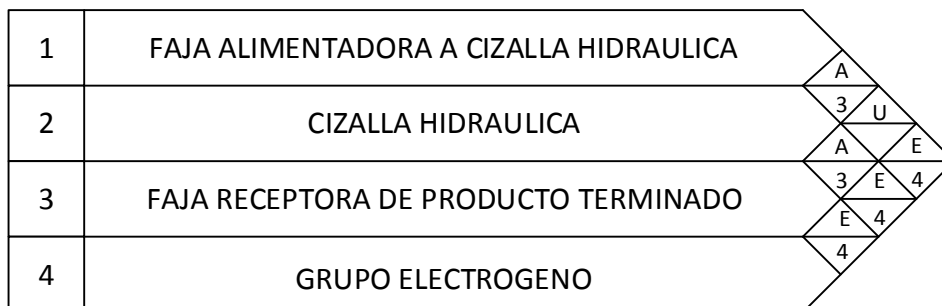 1 FAJA ALIMENTADORA A CIZALLA HIDRAULICA
A
3 U
2 CIZALLA HIDRAULICA
A E
3 E 4
3 FAJA RECEPTORA DE PRODUCTO TERMINADO
E 4
4
4 GRUPO ELECTROGENO